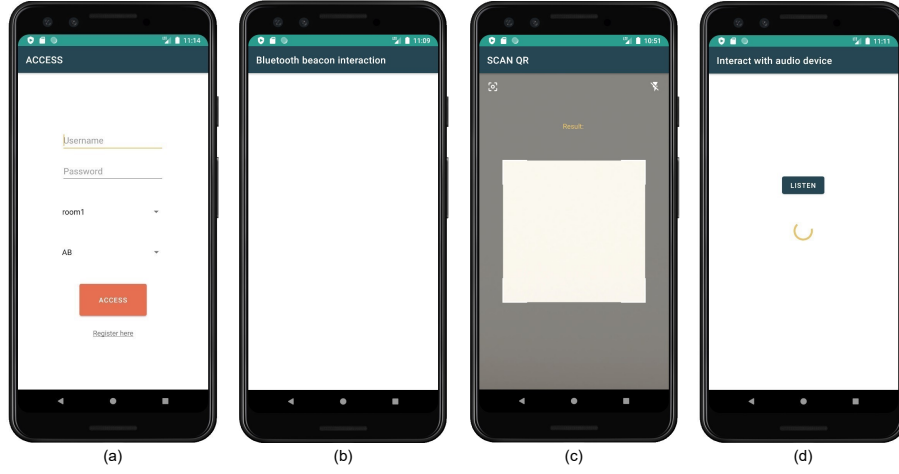 11:14
ACCESS
Username
Password
room1
AB
ACCESS
Register here
(a)
11:09
Bluetooth beacon interaction
(b)
10:51
SCAN QR
Result:
(c)
11:11
Interact with audio device
LISTEN
(d)